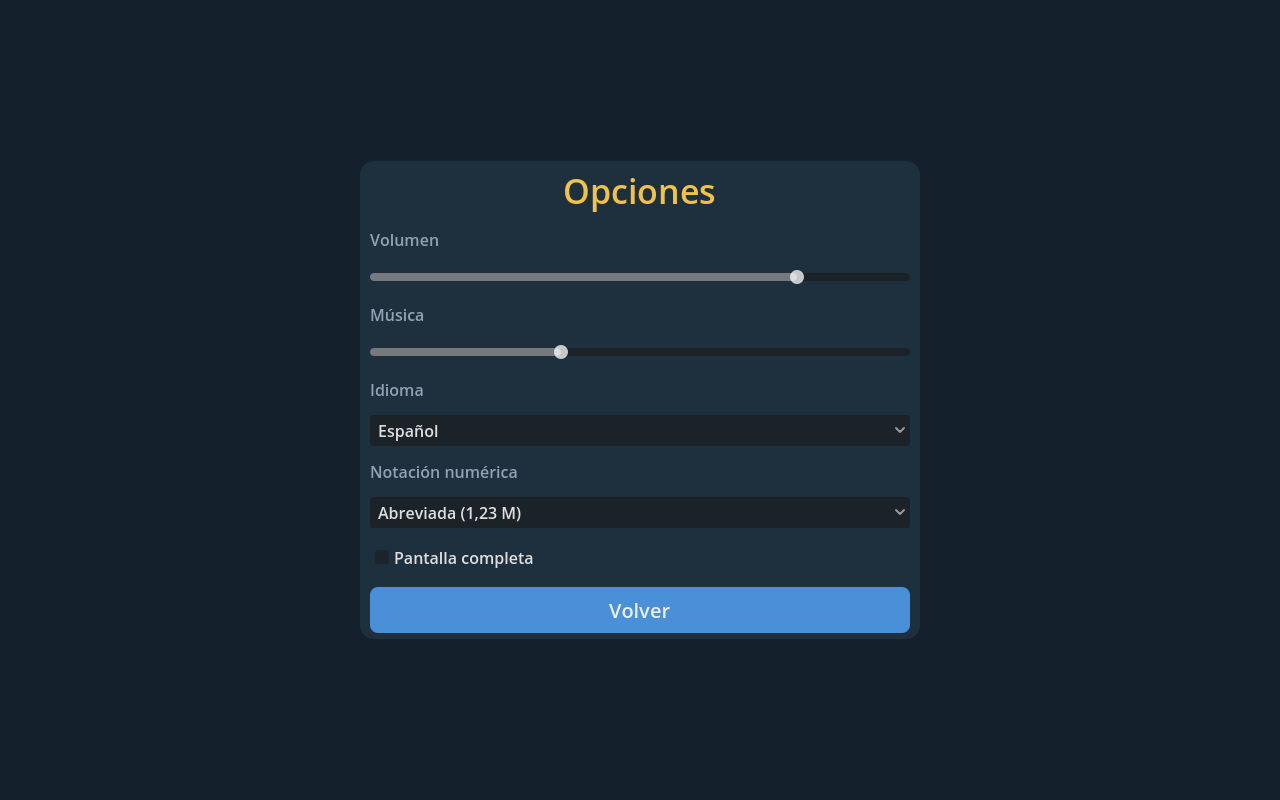 Opciones
Volumen
Música
Idioma
Español
Notación numérica
Abreviada (1,23 M)
Pantalla completa
Volver